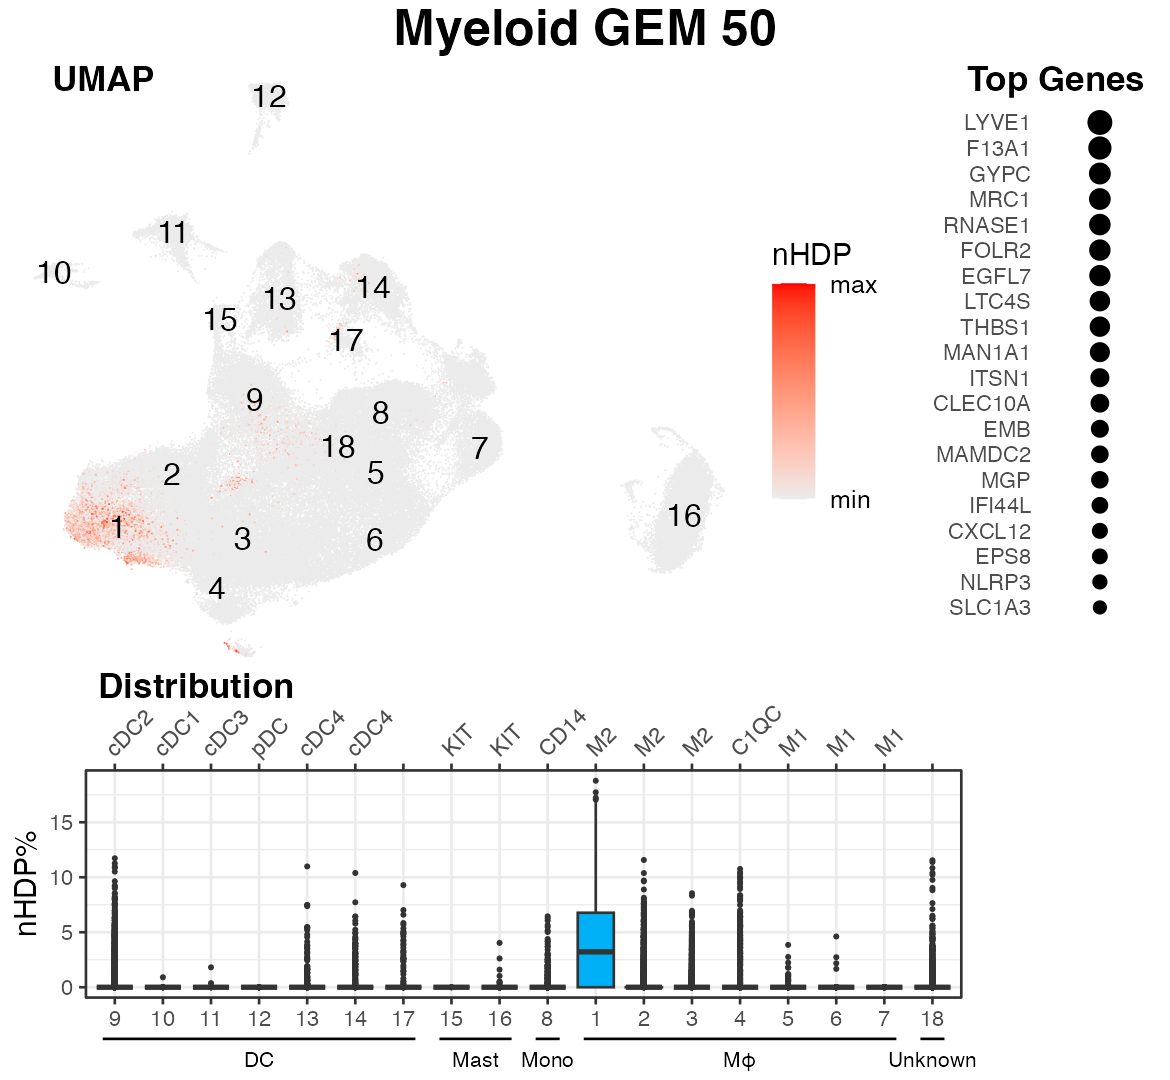 Myeloid GEM 50
UMAP
12
11
10
13
14
15
17
9
8
18
7
2
5
1
3
6
4
16
nHDP
max
min
Top Genes
LYVE1
F13A1
GYPC
MRC1
RNASE1
FOLR2
EGFL7
LTC4S
THBS1
MAN1A1
ITSN1
CLEC10A
EMB
MAMDC2
MGP
IFI44L
CXCL12
EPS8
NLRP3
SLC1A3
Distribution
cDC2 cDC1 cDC3 pDC cDC4 cDC4 KIT KIT CD14 M2 M2 M2 C1QC M1 M1 M1
nHDP%
15
10
5
0
9 10 11 12 13 14 17 15 16 8 1 2 3 4 5 6 7 18
DC Mast Mono Mϕ Unknown